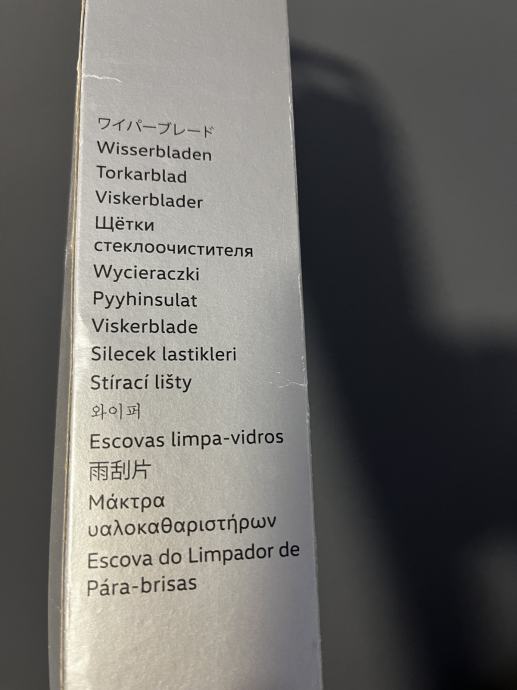 ワイパーブレード
Wisserbladen
Torkarblad
Viskerblader
Щётки
стеклоочистителя
Wycieraczki
Pyyhinsulat
Viskerblade
Silecek lastikleri
Stírací lišty
와이퍼
Escovas limpa-vidros
雨刮片
Μάκτρα
υαλοκαθαριστήρων
Escova do Limpador de
Pára-brisas